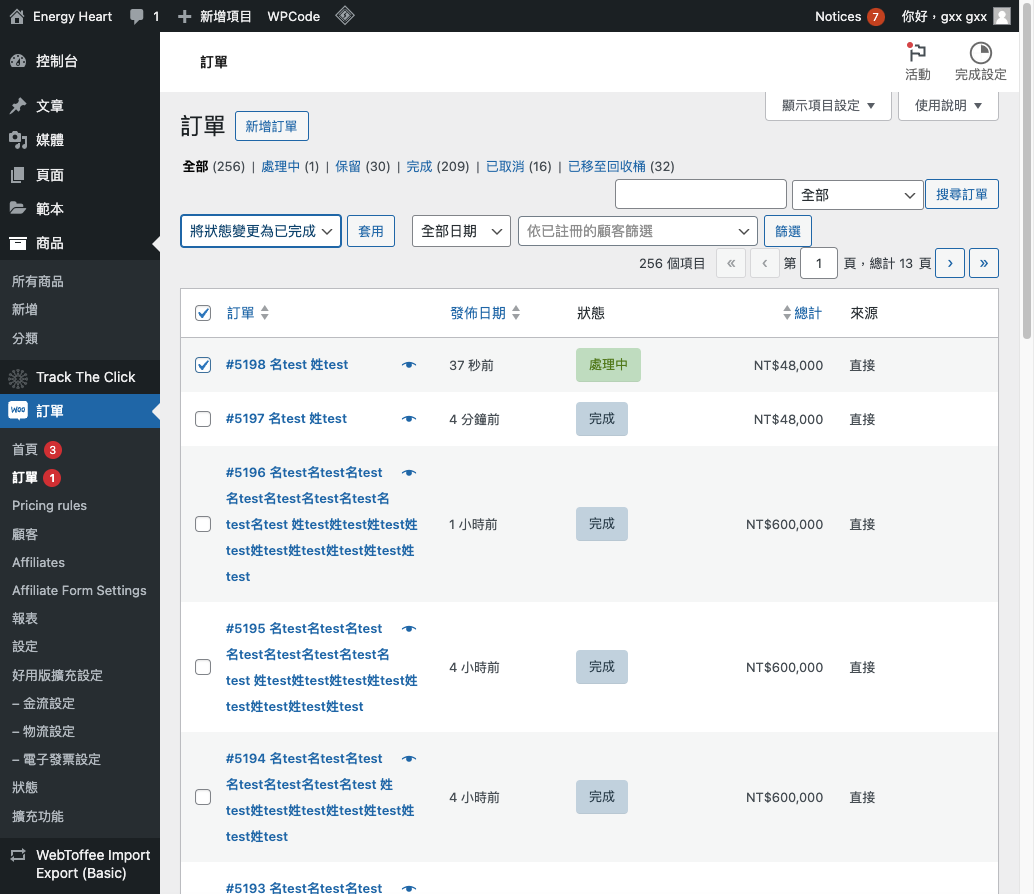 Energy Heart 1 新增項目 WPCode Notices 7 你好，gxx gxx
控制台
文章
媒體
頁面
範本
商品
所有商品
新增
分類
Track The Click
訂單
首頁 3
訂單 1
Pricing rules
顧客
Affiliates
Affiliate Form Settings
報表
設定
好用版擴充設定
– 金流設定
– 物流設定
– 電子發票設定
狀態
擴充功能
WebToffee Import
Export (Basic)
訂單
活動 完成設定
顯示項目設定 ▼ 使用說明 ▼
訂單 新增訂單
全部 (256) | 處理中 (1) | 保留 (30) | 完成 (209) | 已取消 (16) | 已移至回收桶 (32)
全部 搜尋訂單
將狀態變更為已完成 套用 全部日期 依已註冊的顧客篩選 篩選
256 個項目 « ‹ 第 1 頁，總計 13 頁 › »
訂單 發佈日期 狀態 總計 來源
#5198 名test 姓test 37 秒前 處理中 NT$48,000 直接
#5197 名test 姓test 4 分鐘前 完成 NT$48,000 直接
#5196 名test名test名test
名test名test名test名test名
test名test 姓test姓test姓test姓 1 小時前 完成 NT$600,000 直接
test姓test姓test姓test姓test姓
test
#5195 名test名test名test
名test名test名test名test名
test 姓test姓test姓test姓test姓 4 小時前 完成 NT$600,000 直接
test姓test姓test姓test
#5194 名test名test名test
名test名test名test名test 姓
test姓test姓test姓test姓test姓 4 小時前 完成 NT$600,000 直接
test姓test
#5193 名test名test名test